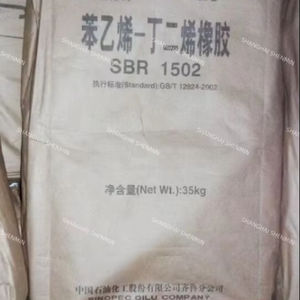 苯乙烯-丁二烯橡胶
SBR 1502
执行标准(Standard):GB/T 12824-2002
净含量(Net Wt.):35kg
中国石油化工股份有限公司齐鲁分公司
SINOPEC QILU COMPANY
SHANGHAI SHENMIN